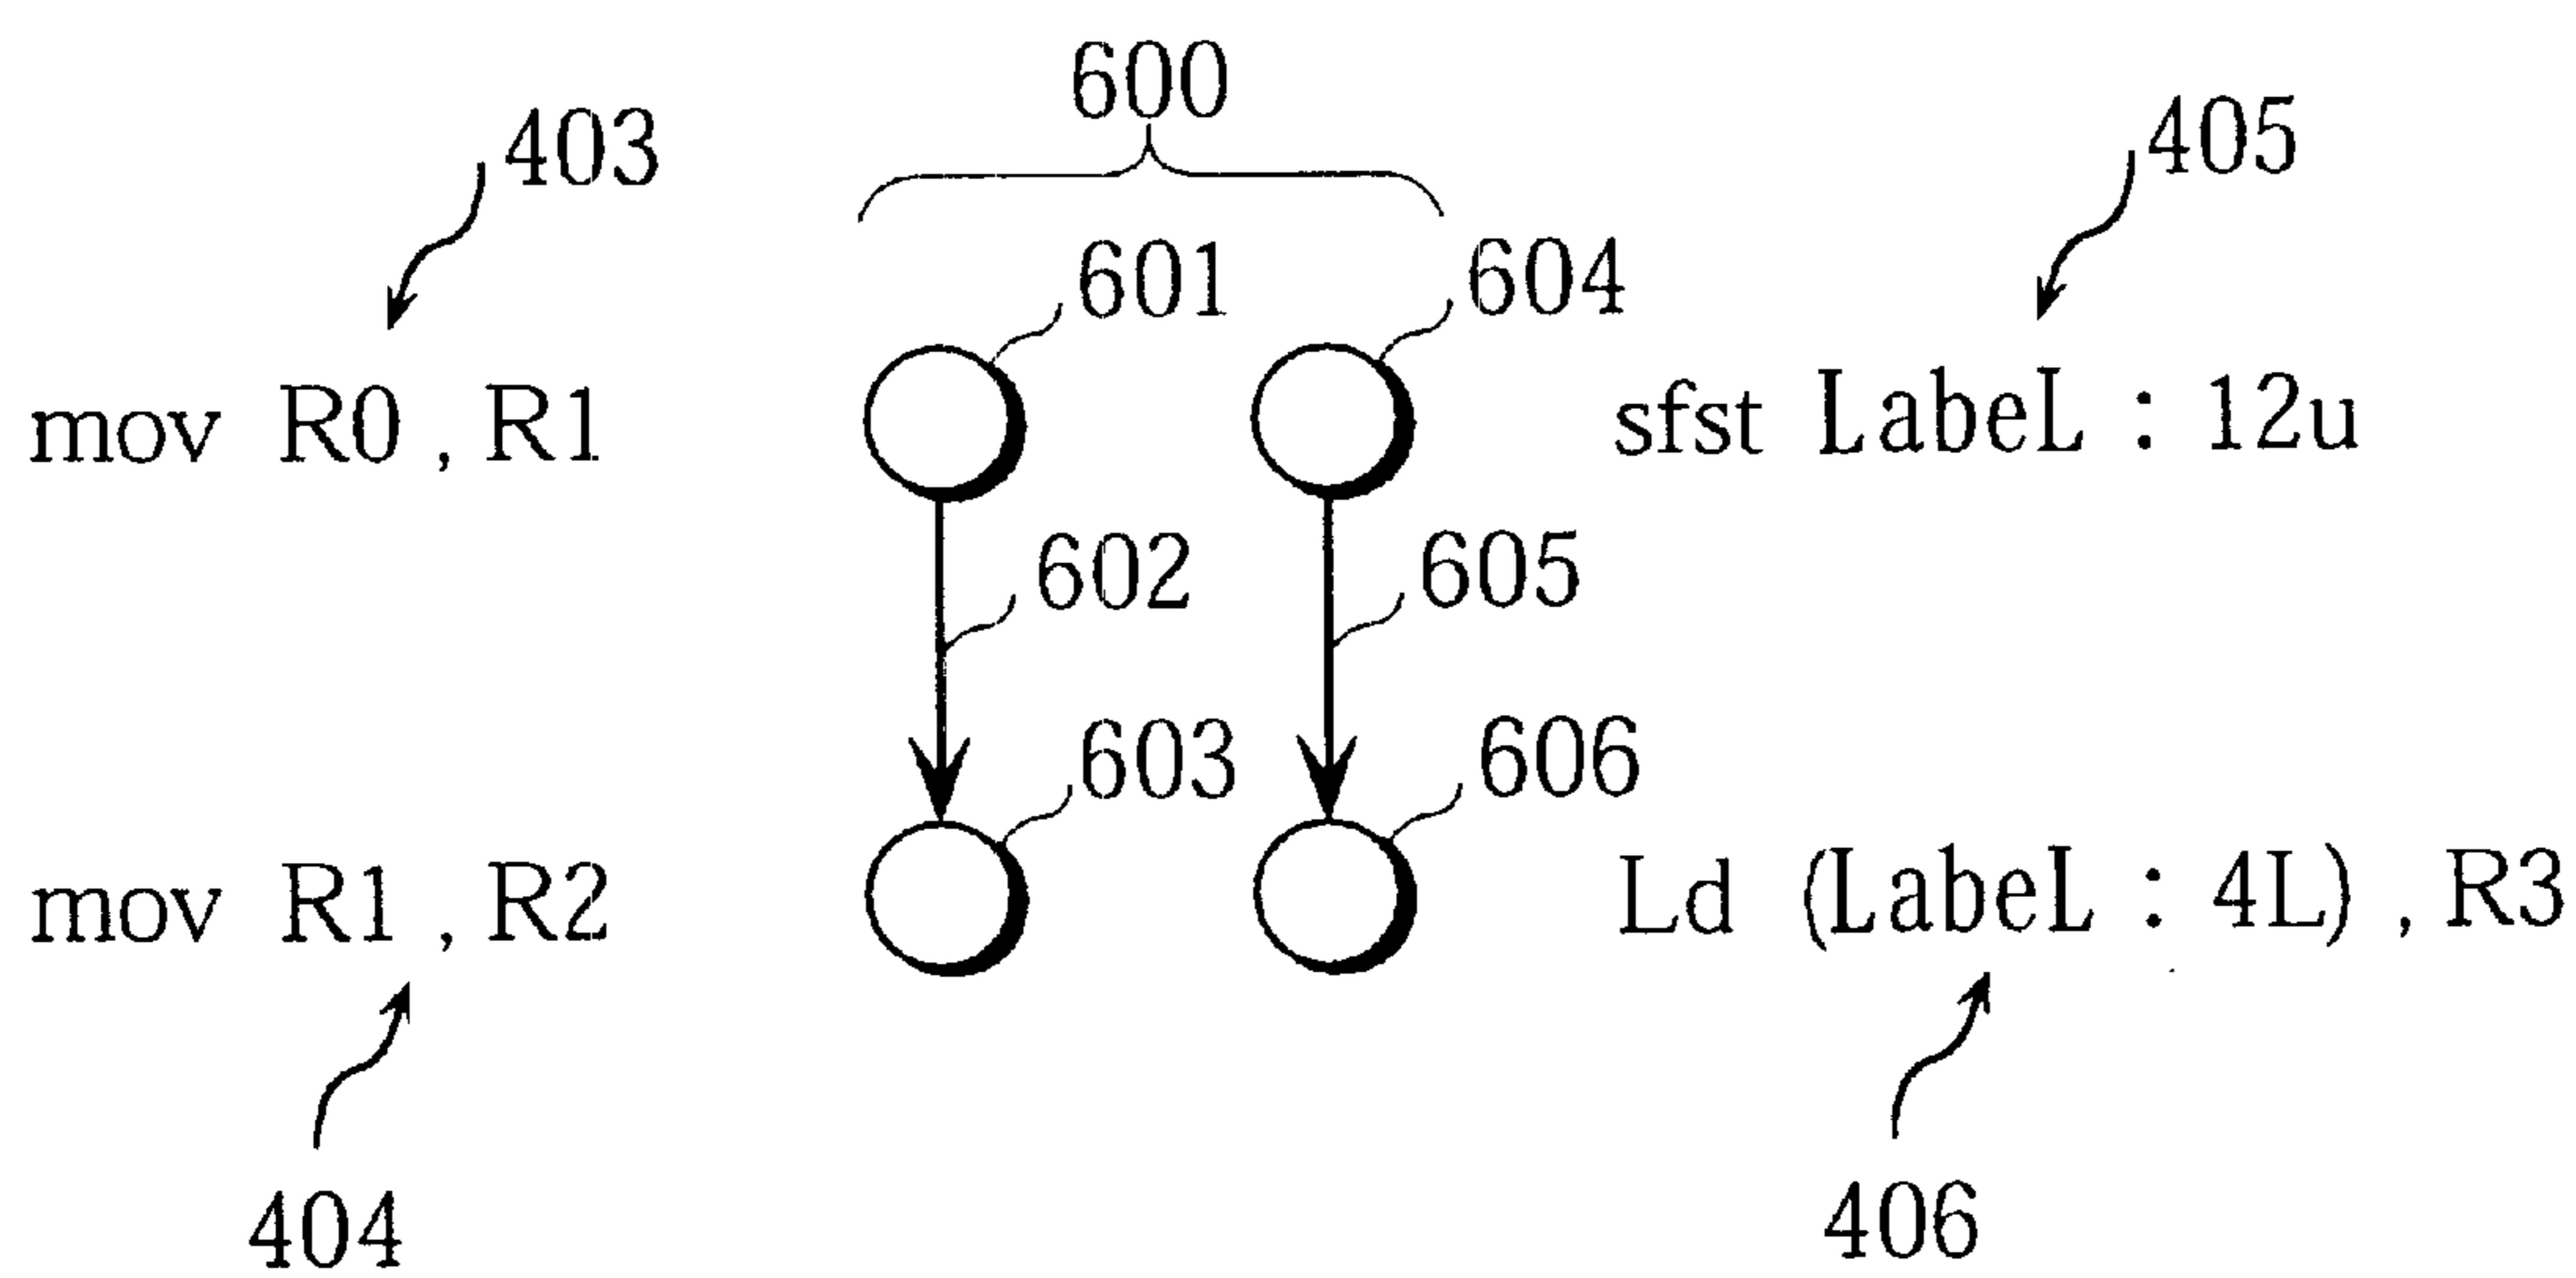 600
403
405
601
604
mov R0 , R1
sfst LabeL : 12u
602
605
603
606
mov R1 , R2
Ld (LabeL : 4L) , R3
404
406